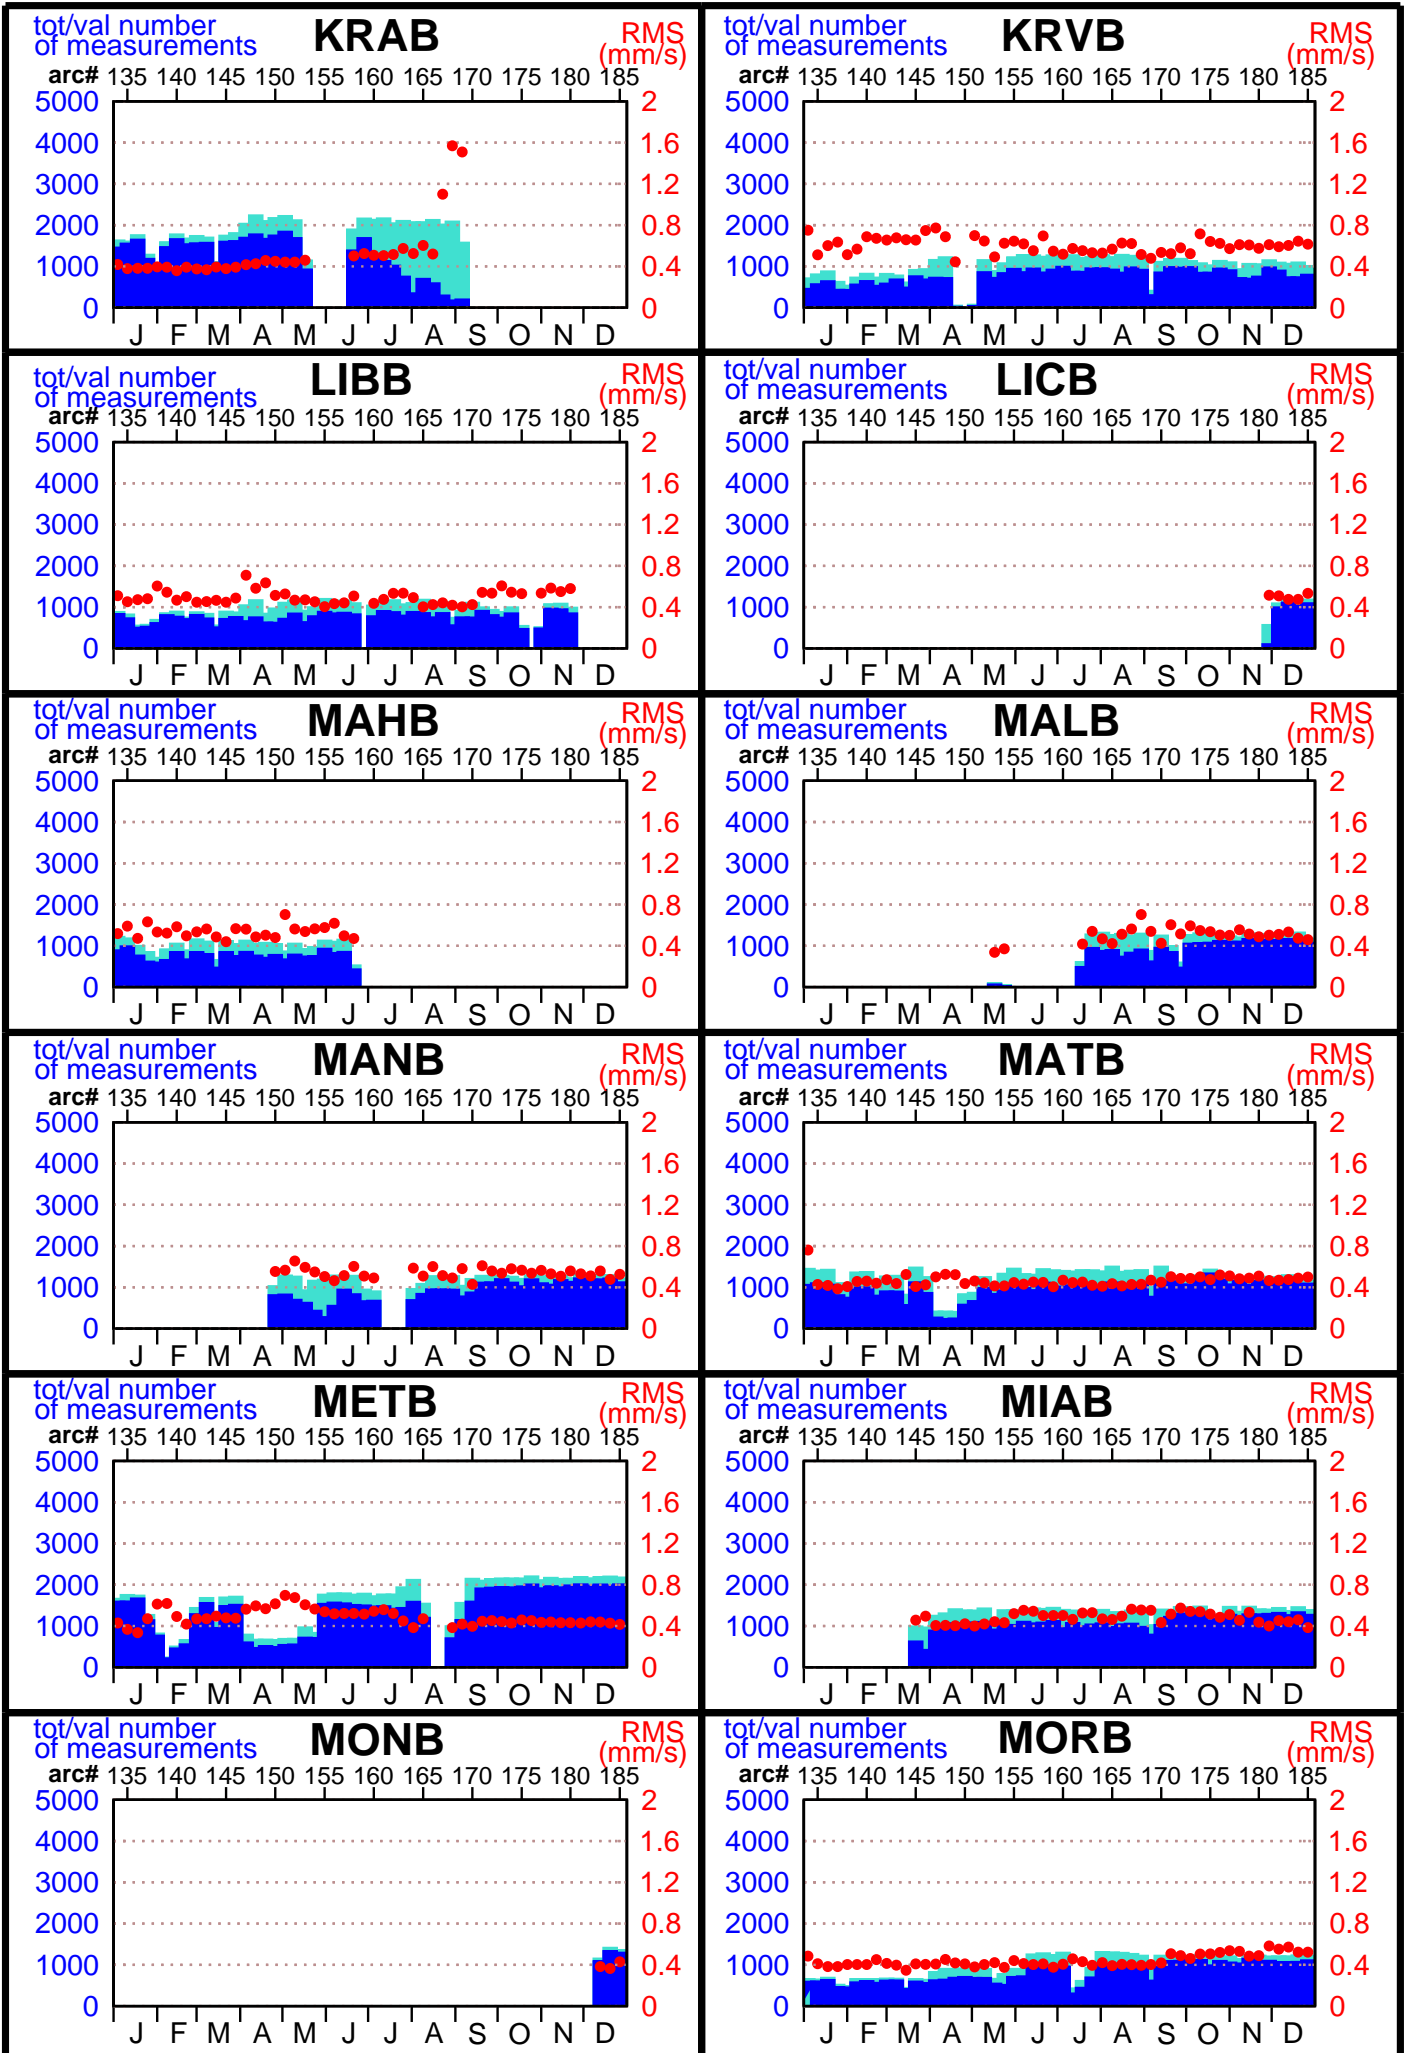 tot/val number
of measurements
KRAB
RMS
(mm/s)
arc# 135 140 145 150 155 160 165 170 175 180 185
5000 2
4000 1.6
3000 1.2
2000 0.8
1000 0.4
0 0
J F M A M J J A S O N D
tot/val number
of measurements
KRVB
RMS
(mm/s)
arc# 135 140 145 150 155 160 165 170 175 180 185
5000 2
4000 1.6
3000 1.2
2000 0.8
1000 0.4
0 0
J F M A M J J A S O N D
tot/val number
of measurements
LIBB
RMS
(mm/s)
arc# 135 140 145 150 155 160 165 170 175 180 185
5000 2
4000 1.6
3000 1.2
2000 0.8
1000 0.4
0 0
J F M A M J J A S O N D
tot/val number
of measurements
LICB
RMS
(mm/s)
arc# 135 140 145 150 155 160 165 170 175 180 185
5000 2
4000 1.6
3000 1.2
2000 0.8
1000 0.4
0 0
J F M A M J J A S O N D
tot/val number
of measurements
MAHB
RMS
(mm/s)
arc# 135 140 145 150 155 160 165 170 175 180 185
5000 2
4000 1.6
3000 1.2
2000 0.8
1000 0.4
0 0
J F M A M J J A S O N D
tot/val number
of measurements
MALB
RMS
(mm/s)
arc# 135 140 145 150 155 160 165 170 175 180 185
5000 2
4000 1.6
3000 1.2
2000 0.8
1000 0.4
0 0
J F M A M J J A S O N D
tot/val number
of measurements
MANB
RMS
(mm/s)
arc# 135 140 145 150 155 160 165 170 175 180 185
5000 2
4000 1.6
3000 1.2
2000 0.8
1000 0.4
0 0
J F M A M J J A S O N D
tot/val number
of measurements
MATB
RMS
(mm/s)
arc# 135 140 145 150 155 160 165 170 175 180 185
5000 2
4000 1.6
3000 1.2
2000 0.8
1000 0.4
0 0
J F M A M J J A S O N D
tot/val number
of measurements
METB
RMS
(mm/s)
arc# 135 140 145 150 155 160 165 170 175 180 185
5000 2
4000 1.6
3000 1.2
2000 0.8
1000 0.4
0 0
J F M A M J J A S O N D
tot/val number
of measurements
MIAB
RMS
(mm/s)
arc# 135 140 145 150 155 160 165 170 175 180 185
5000 2
4000 1.6
3000 1.2
2000 0.8
1000 0.4
0 0
J F M A M J J A S O N D
tot/val number
of measurements
MONB
RMS
(mm/s)
arc# 135 140 145 150 155 160 165 170 175 180 185
5000 2
4000 1.6
3000 1.2
2000 0.8
1000 0.4
0 0
J F M A M J J A S O N D
tot/val number
of measurements
MORB
RMS
(mm/s)
arc# 135 140 145 150 155 160 165 170 175 180 185
5000 2
4000 1.6
3000 1.2
2000 0.8
1000 0.4
0 0
J F M A M J J A S O N D